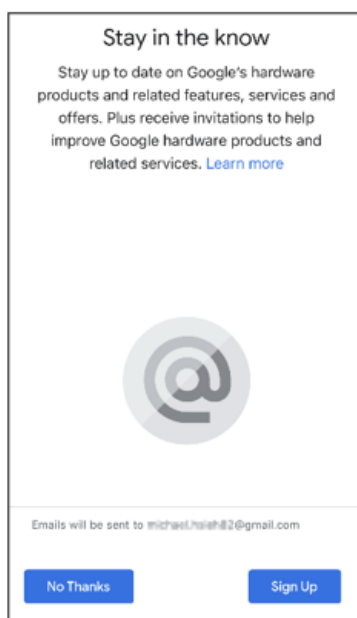 Stay in the know
Stay up to date on Google's hardware
products and related features, services and
offers. Plus receive invitations to help
improve Google hardware products and
related services. Learn more
@
Emails will be sent to @gmail.com
No Thanks
Sign Up